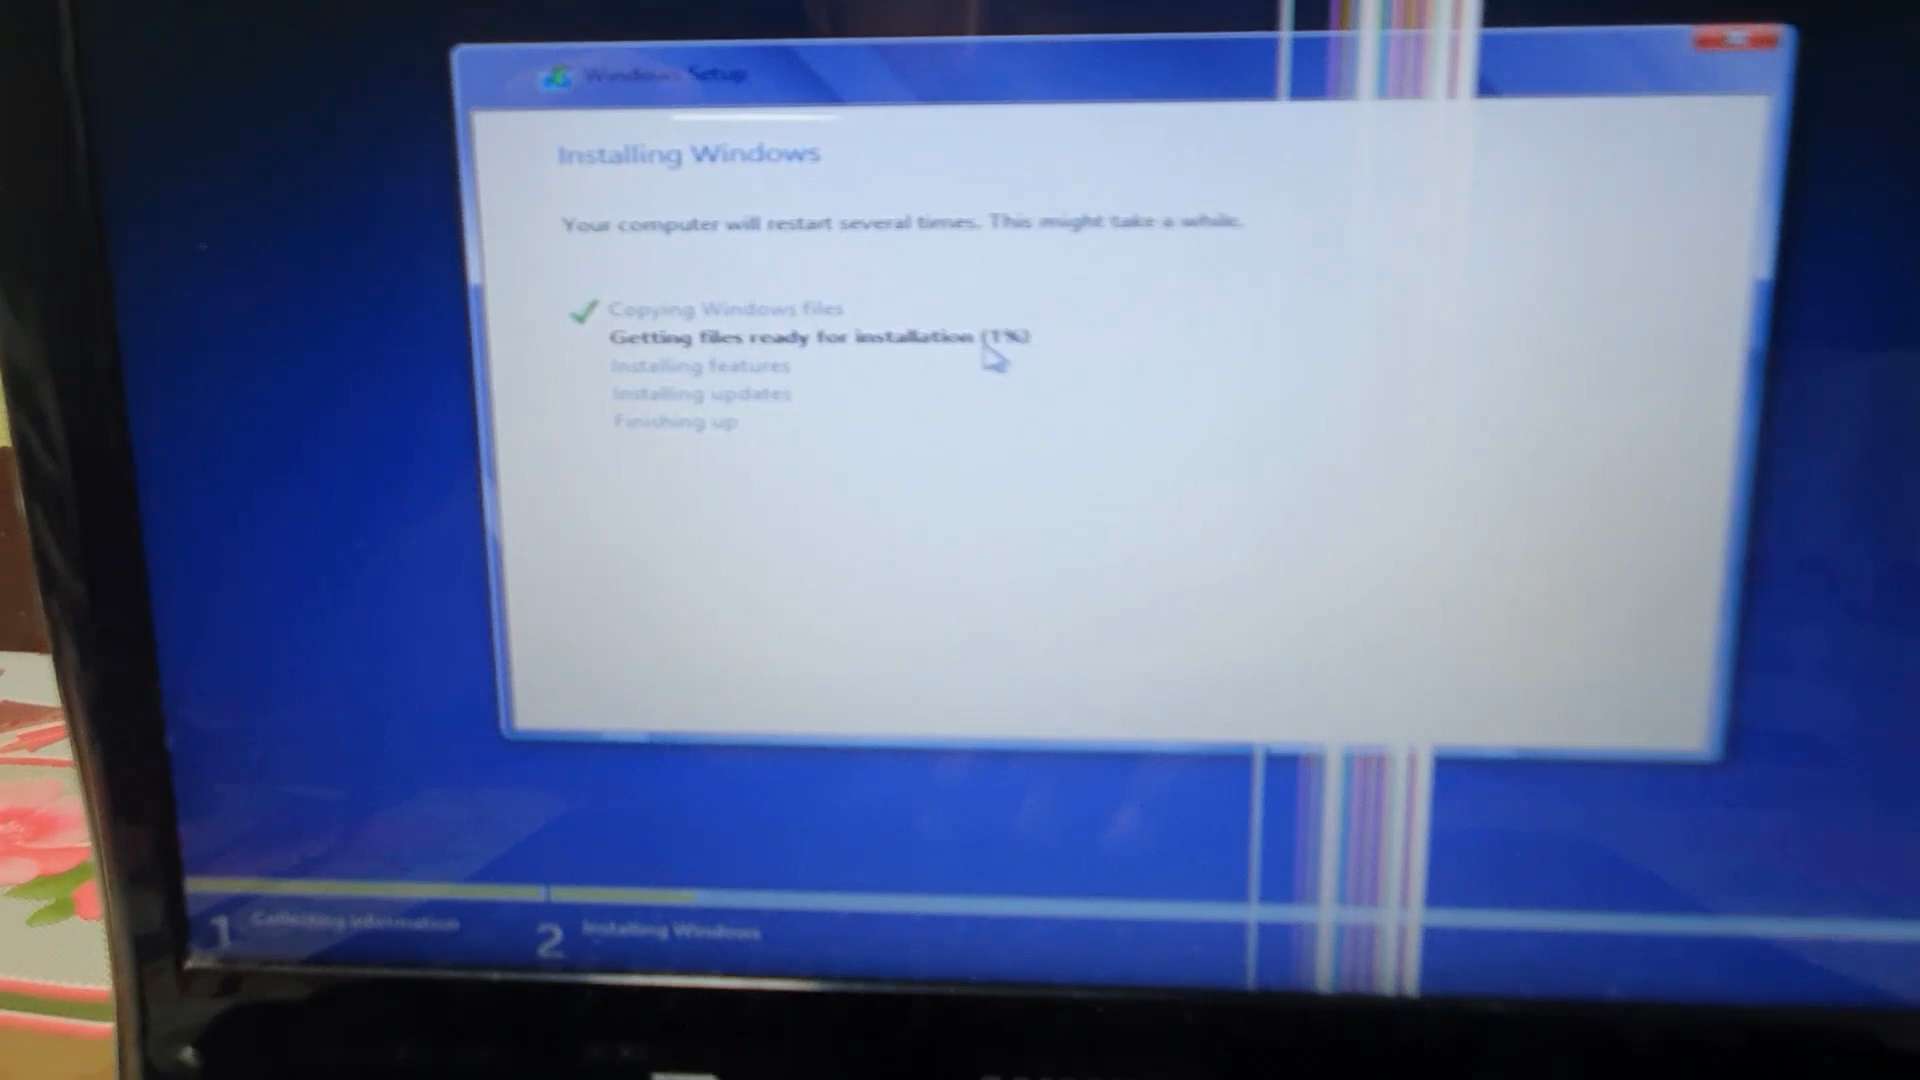 Windows Setup
Installing Windows
Your computer will restart several times. This might take a while.
Copying Windows files
Getting files ready for installation (1%)
Installing features
Installing updates
Finishing up
1 Collecting information
2 Installing Windows